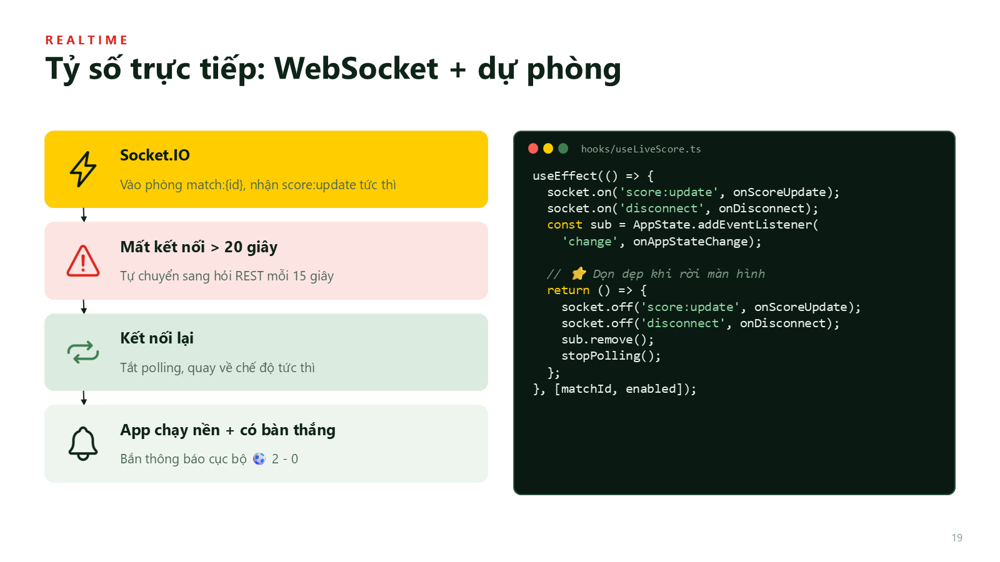 REALTIME
Tỷ số trực tiếp: WebSocket + dự phòng
Socket.IO
Vào phòng match:{id}, nhận score:update tức thì
Mất kết nối > 20 giây
Tự chuyển sang hỏi REST mỗi 15 giây
Kết nối lại
Tắt polling, quay về chế độ tức thì
App chạy nền + có bàn thắng
Bắn thông báo cục bộ ⚽ 2 - 0
hooks/useLiveScore.ts
useEffect(() => {
  socket.on('score:update', onScoreUpdate);
  socket.on('disconnect', onDisconnect);
  const sub = AppState.addEventListener(
    'change', onAppStateChange);
  // ⭐ Dọn dẹp khi rời màn hình
  return () => {
    socket.off('score:update', onScoreUpdate);
    socket.off('disconnect', onDisconnect);
    sub.remove();
    stopPolling();
  };
}, [matchId, enabled]);
19